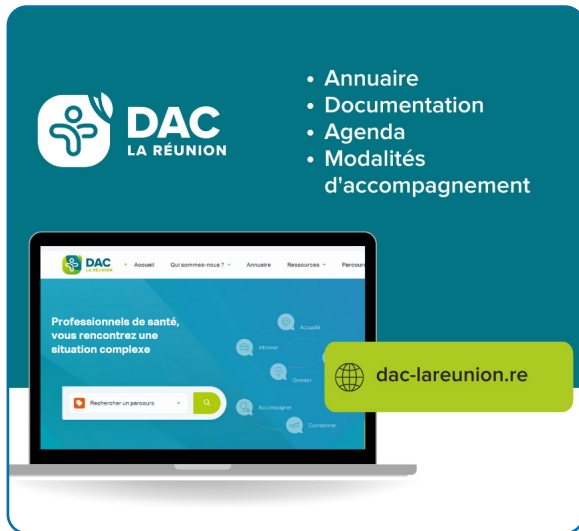 DAC
LA RÉUNION
• Annuaire
• Documentation
• Agenda
• Modalités
d'accompagnement
DAC
LA RÉUNION
Accueil
Qui sommes-nous ?
Annuaire
Ressources
Parcours
Professionnels de santé,
vous rencontrez une
situation complexe
Accueillir
Informer
Orienter
Accompagner
Coordonner
Rechercher un parcours
dac-lareunion.re